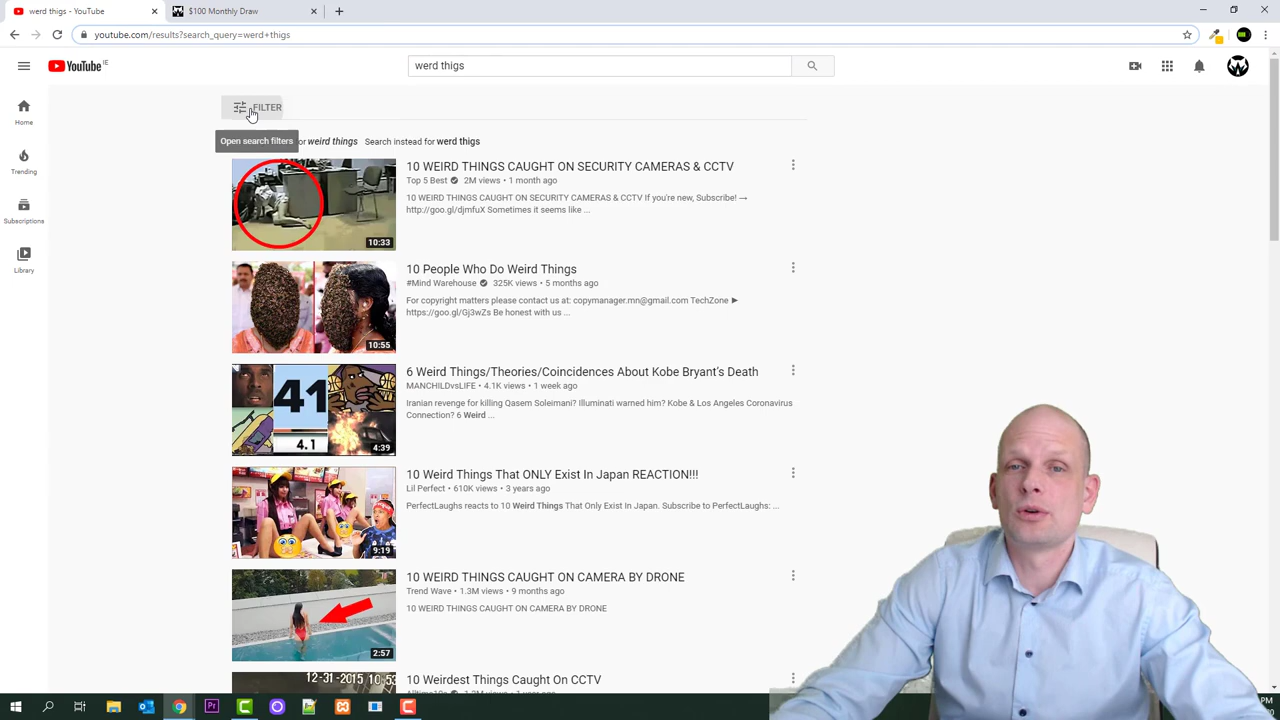 werd thigs - YouTube
$100 Monthly Draw
youtube.com/results?search_query=werd+thigs
YouTube IE
werd thigs
Home
Trending
Subscriptions
Library
FILTER
Open search filters
or weird things Search instead for werd thigs
10 WEIRD THINGS CAUGHT ON SECURITY CAMERAS & CCTV
Top 5 Best 2M views • 1 month ago
10 WEIRD THINGS CAUGHT ON SECURITY CAMERAS & CCTV If you're new, Subscribe! →
http://goo.gl/djmfuX Sometimes it seems like ...
10:33
10 People Who Do Weird Things
#Mind Warehouse 325K views • 5 months ago
For copyright matters please contact us at: copymanager.mn@gmail.com TechZone ►
https://goo.gl/Gj3wZs Be honest with us ...
10:55
6 Weird Things/Theories/Coincidences About Kobe Bryant's Death
MANCHILDvsLIFE • 4.1K views • 1 week ago
Iranian revenge for killing Qasem Soleimani? Illuminati warned him? Kobe & Los Angeles Coronavirus
Connection? 6 Weird ...
41
4.1
4:39
10 Weird Things That ONLY Exist In Japan REACTION!!!
Lil Perfect • 610K views • 3 years ago
PerfectLaughs reacts to 10 Weird Things That Only Exist In Japan. Subscribe to PerfectLaughs: ...
9:19
10 WEIRD THINGS CAUGHT ON CAMERA BY DRONE
Trend Wave • 1.3M views • 9 months ago
10 WEIRD THINGS CAUGHT ON CAMERA BY DRONE
2:57
10 Weirdest Things Caught On CCTV
12-31-2015
PM